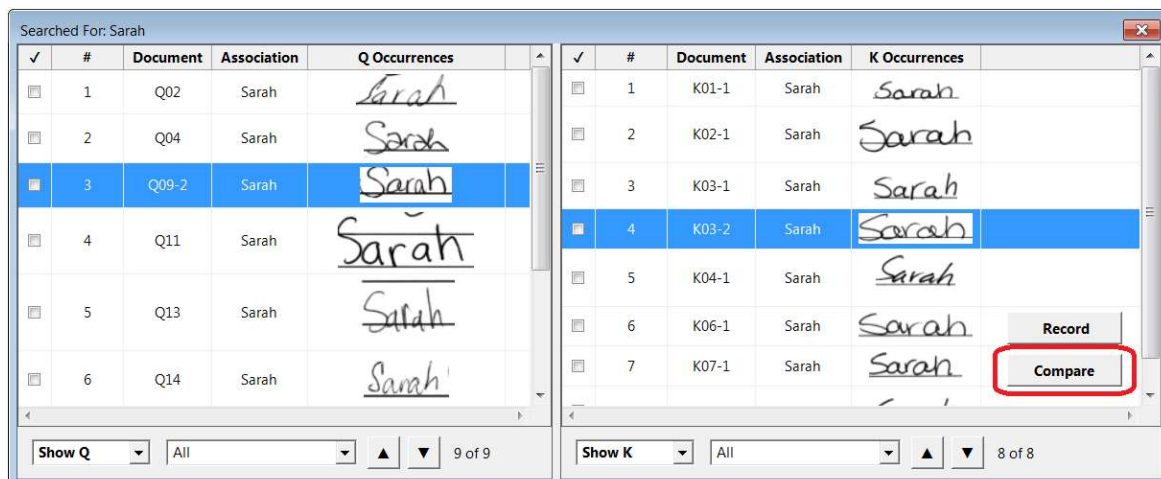 Searched For: Sarah
✓ # Document Association Q Occurrences
1 Q02 Sarah Sarah
2 Q04 Sarah Sarah
3 Q09-2 Sarah Sarah
4 Q11 Sarah Sarah
5 Q13 Sarah Sarah
6 Q14 Sarah Sarah
Show Q All ▲ ▼ 9 of 9
✓ # Document Association K Occurrences
1 K01-1 Sarah Sarah
2 K02-1 Sarah Sarah
3 K03-1 Sarah Sarah
4 K03-2 Sarah Sarah
5 K04-1 Sarah Sarah
6 K06-1 Sarah Sarah Record
7 K07-1 Sarah Sarah Compare
Show K All ▲ ▼ 8 of 8